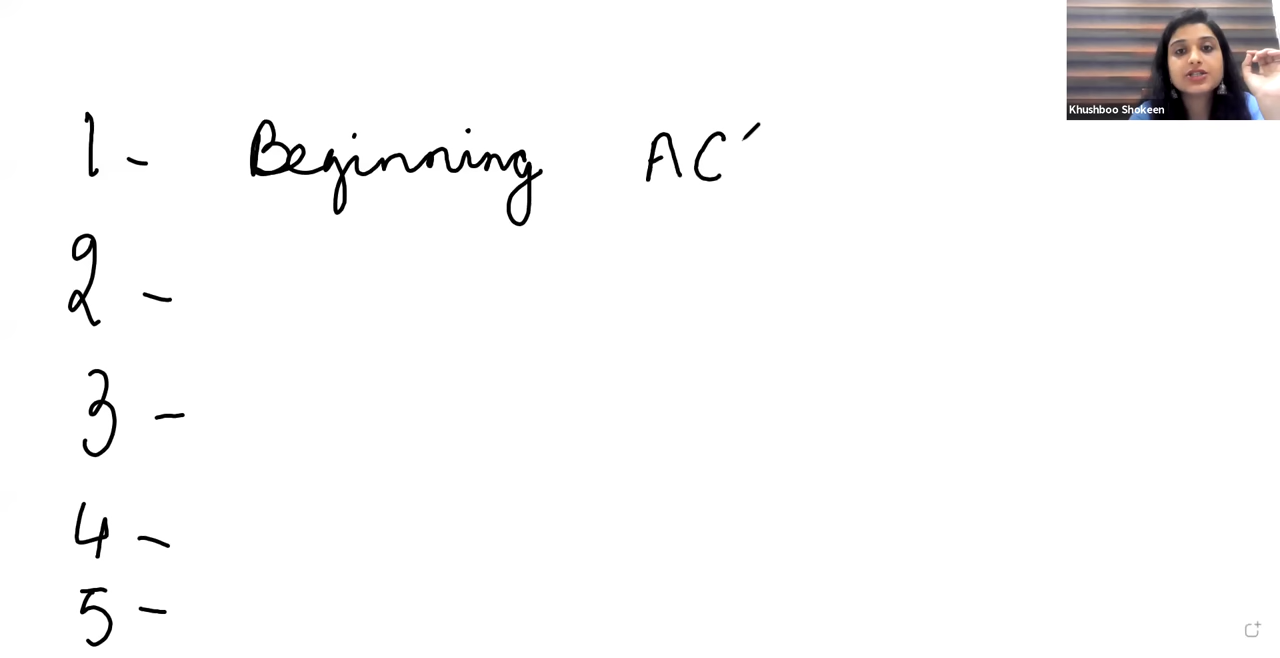 Khushboo Shokeen
1- Beginning AC'
2-
3-
4-
5-